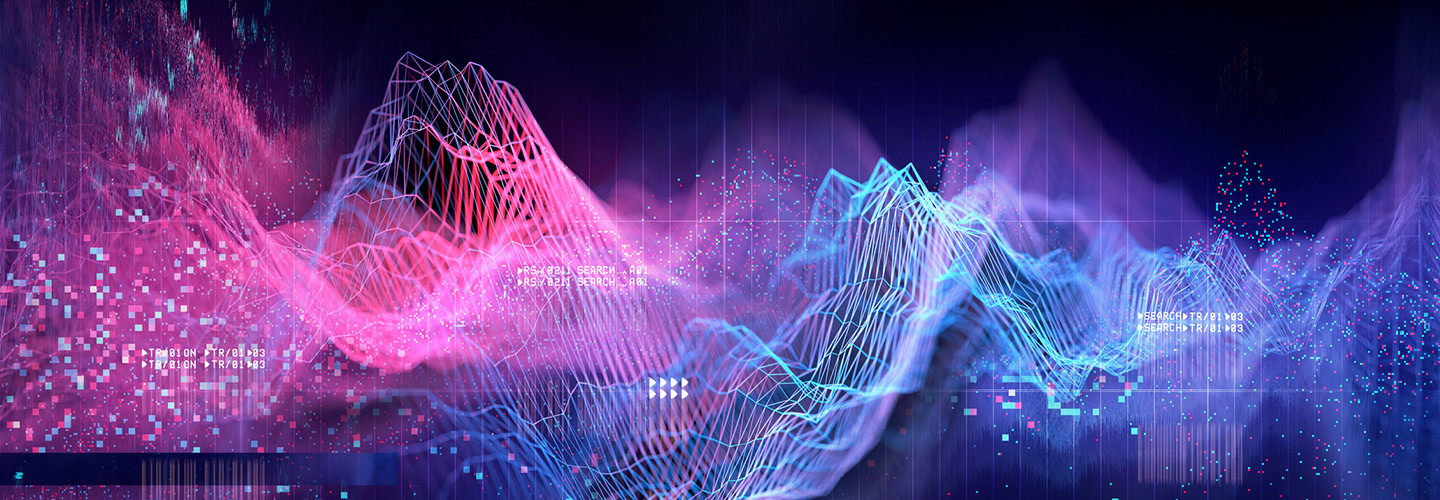 ▶RS/0211 SEARCH...A01
▶RS/0211 SEARCH...A01
▶SEARCH▶TR/01▶03
▶SEARCH▶TR/01▶03
▶TR/01ON ▶TR/01▶03
▶TR/01ON ▶TR/01▶03